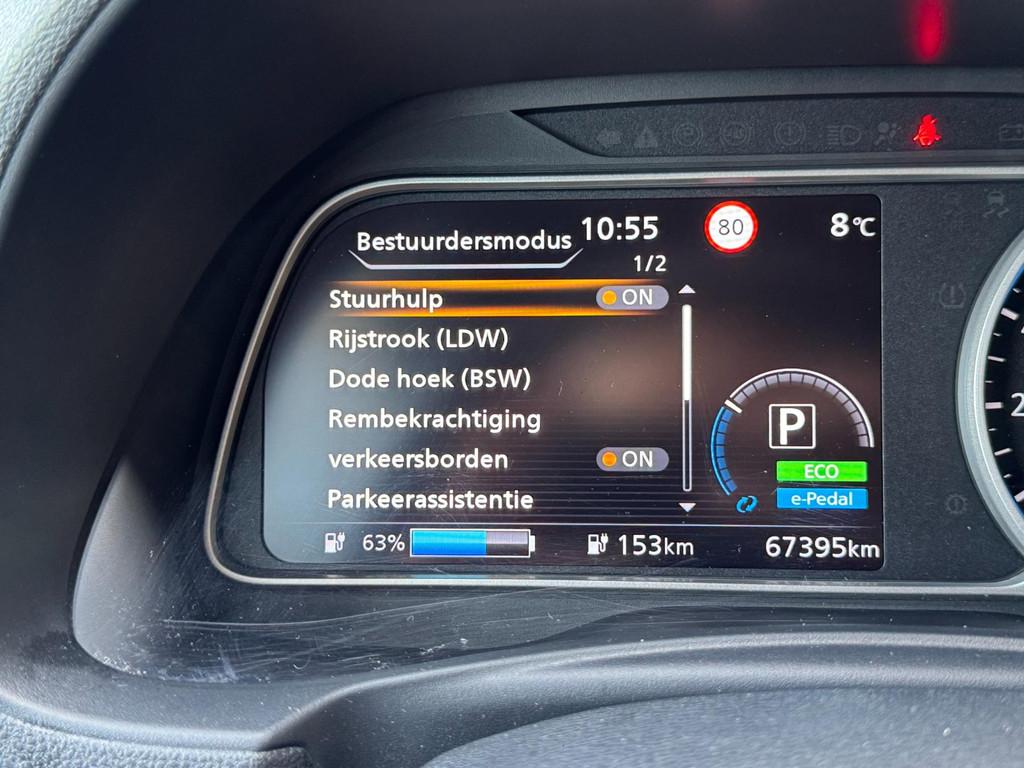 Bestuurdersmodus 10:55 80 8°C
1/2
Stuurhulp ON
Rijstrook (LDW)
Dode hoek (BSW)
Rembekrachtiging
P
verkeersborden ON
ECO
Parkeerassistentie
e-Pedal
63% 153km 67395km
2